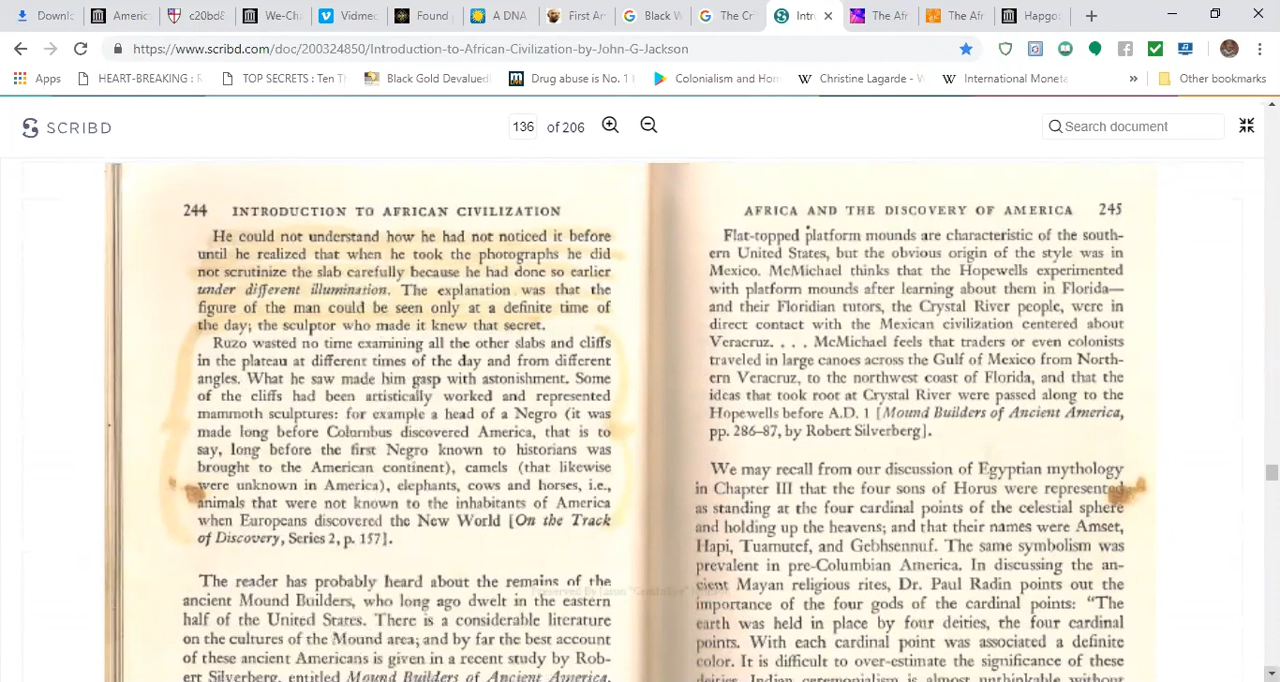 Downlo
Americ
c20bd8
We-Cha
Vidmec
Found
A DNA
First Am
Black W
The Cr
Intr
The Afr
The Afr
Hapgo
https://www.scribd.com/doc/200324850/Introduction-to-African-Civilization-by-John-G-Jackson
Apps
HEART-BREAKING : R
TOP SECRETS : Ten T
Black Gold Devalued
Drug abuse is No. 1
Colonialism and Hom
Christine Lagarde - W
International Moneta
»
Other bookmarks
SCRIBD
136 of 206
Search document
244 INTRODUCTION TO AFRICAN CIVILIZATION
He could not understand how he had not noticed it before
until he realized that when he took the photographs he did
not scrutinize the slab carefully because he had done so earlier
under different illumination. The explanation was that the
figure of the man could be seen only at a definite time of
the day; the sculptor who made it knew that secret.
Ruzo wasted no time examining all the other slabs and cliffs
in the plateau at different times of the day and from different
angles. What he saw made him gasp with astonishment. Some
of the cliffs had been artistically worked and represented
mammoth sculptures: for example a head of a Negro (it was
made long before Columbus discovered America, that is to
say, long before the first Negro known to historians was
brought to the American continent), camels (that likewise
were unknown in America), elephants, cows and horses, i.e.,
animals that were not known to the inhabitants of America
when Europeans discovered the New World [On the Track
of Discovery, Series 2, p. 157].
The reader has probably heard about the remains of the
ancient Mound Builders, who long ago dwelt in the eastern
half of the United States. There is a considerable literature
on the cultures of the Mound area; and by far the best account
of these ancient Americans is given in a recent study by Rob-
ert Silverberg, entitled Mound Builders of Ancient America.
AFRICA AND THE DISCOVERY OF AMERICA 245
Flat-topped platform mounds are characteristic of the south-
ern United States, but the obvious origin of the style was in
Mexico. McMichael thinks that the Hopewells experimented
with platform mounds after learning about them in Florida—
and their Floridian tutors, the Crystal River people, were in
direct contact with the Mexican civilization centered about
Veracruz. . . . McMichael feels that traders or even colonists
traveled in large canoes across the Gulf of Mexico from North-
ern Veracruz, to the northwest coast of Florida, and that the
ideas that took root at Crystal River were passed along to the
Hopewells before A.D. 1 [Mound Builders of Ancient America,
pp. 286–87, by Robert Silverberg].
We may recall from our discussion of Egyptian mythology
in Chapter III that the four sons of Horus were represented
as standing at the four cardinal points of the celestial sphere
and holding up the heavens; and that their names were Amset,
Hapi, Tuamutef, and Gebhsennuf. The same symbolism was
prevalent in pre-Columbian America. In discussing the an-
cient Mayan religious rites, Dr. Paul Radin points out the
importance of the four gods of the cardinal points: "The
earth was held in place by four deities, the four cardinal
points. With each cardinal point was associated a definite
color. It is difficult to over-estimate the significance of these
deities. Indian ceremonialism is almost unthinkable without